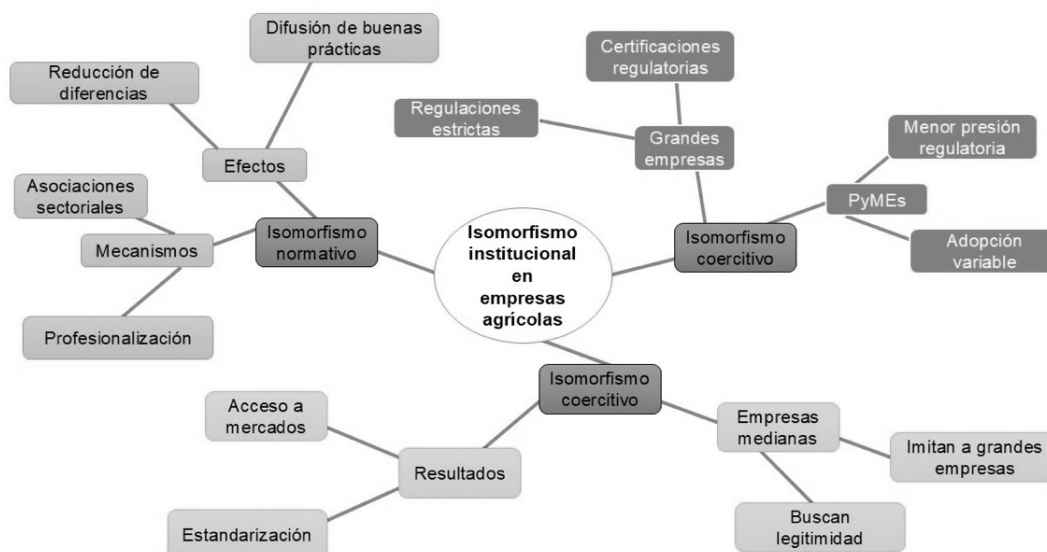 Difusión de buenas
prácticas
Reducción de
diferencias
Efectos
Asociaciones
sectoriales
Mecanismos
Isomorfismo
normativo
Profesionalización
Isomorfismo
institucional
en
empresas
agrícolas
Certificaciones
regulatorias
Regulaciones
estrictas
Grandes
empresas
Menor presión
regulatoria
PyMEs
Isomorfismo
coercitivo
Adopción
variable
Isomorfismo
coercitivo
Acceso a
mercados
Resultados
Estandarización
Empresas
medianas
Imitan a grandes
empresas
Buscan
legitimidad